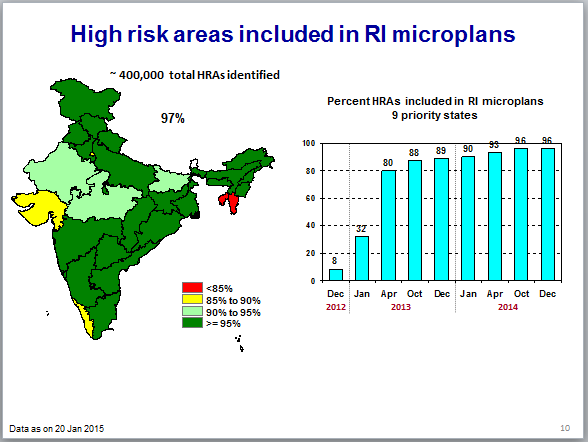 High risk areas included in RI microplans
~ 400,000 total HRAs identified
97%
<85%
85% to 90%
90% to 95%
>= 95%
Percent HRAs included in RI microplans
9 priority states
100
80
60
40
20
0
8
32
80
88
89
90
93
96
96
Dec Jan Apr Oct Dec Jan Apr Oct Dec
2012 2013 2014
Data as on 20 Jan 2015
10